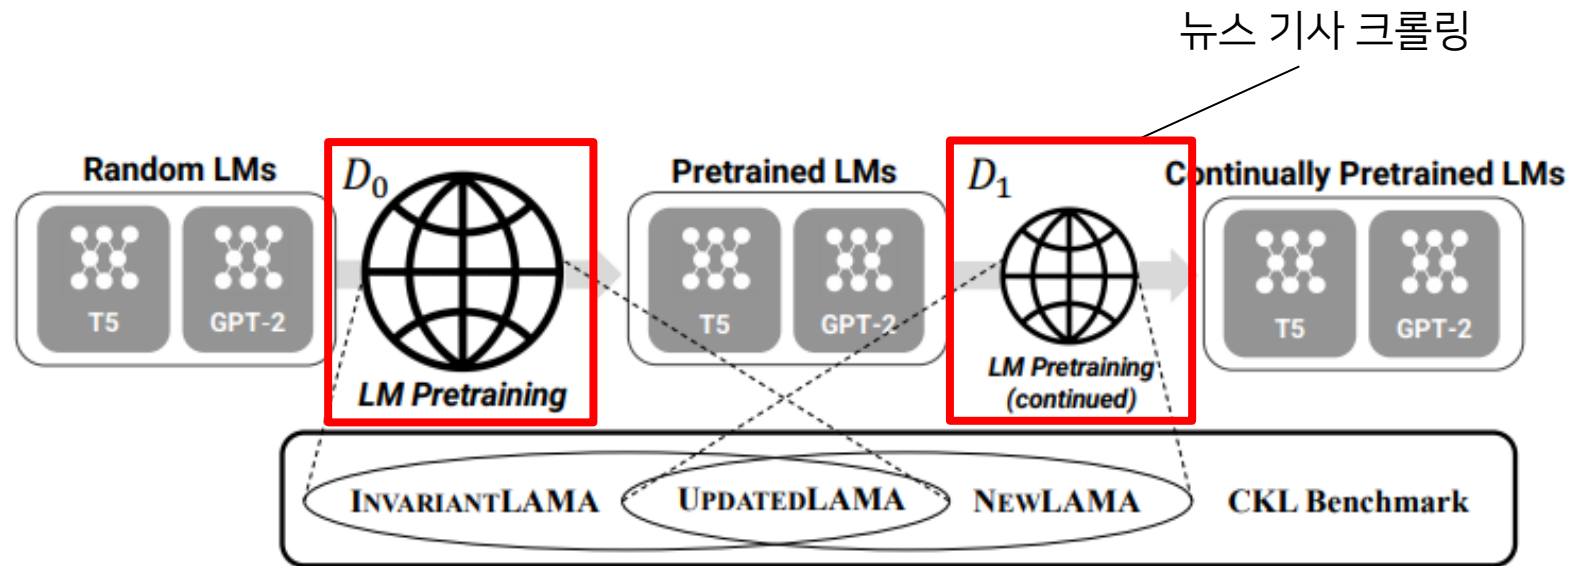 뉴스 기사 크롤링
Random LMs
D0
Pretrained LMs
D1
Continually Pretrained LMs
T5
GPT-2
LM Pretraining
T5
GPT-2
LM Pretraining
(continued)
T5
GPT-2
INVARIANTLAMA
UPDATEDLAMA
NEWLAMA
CKL Benchmark